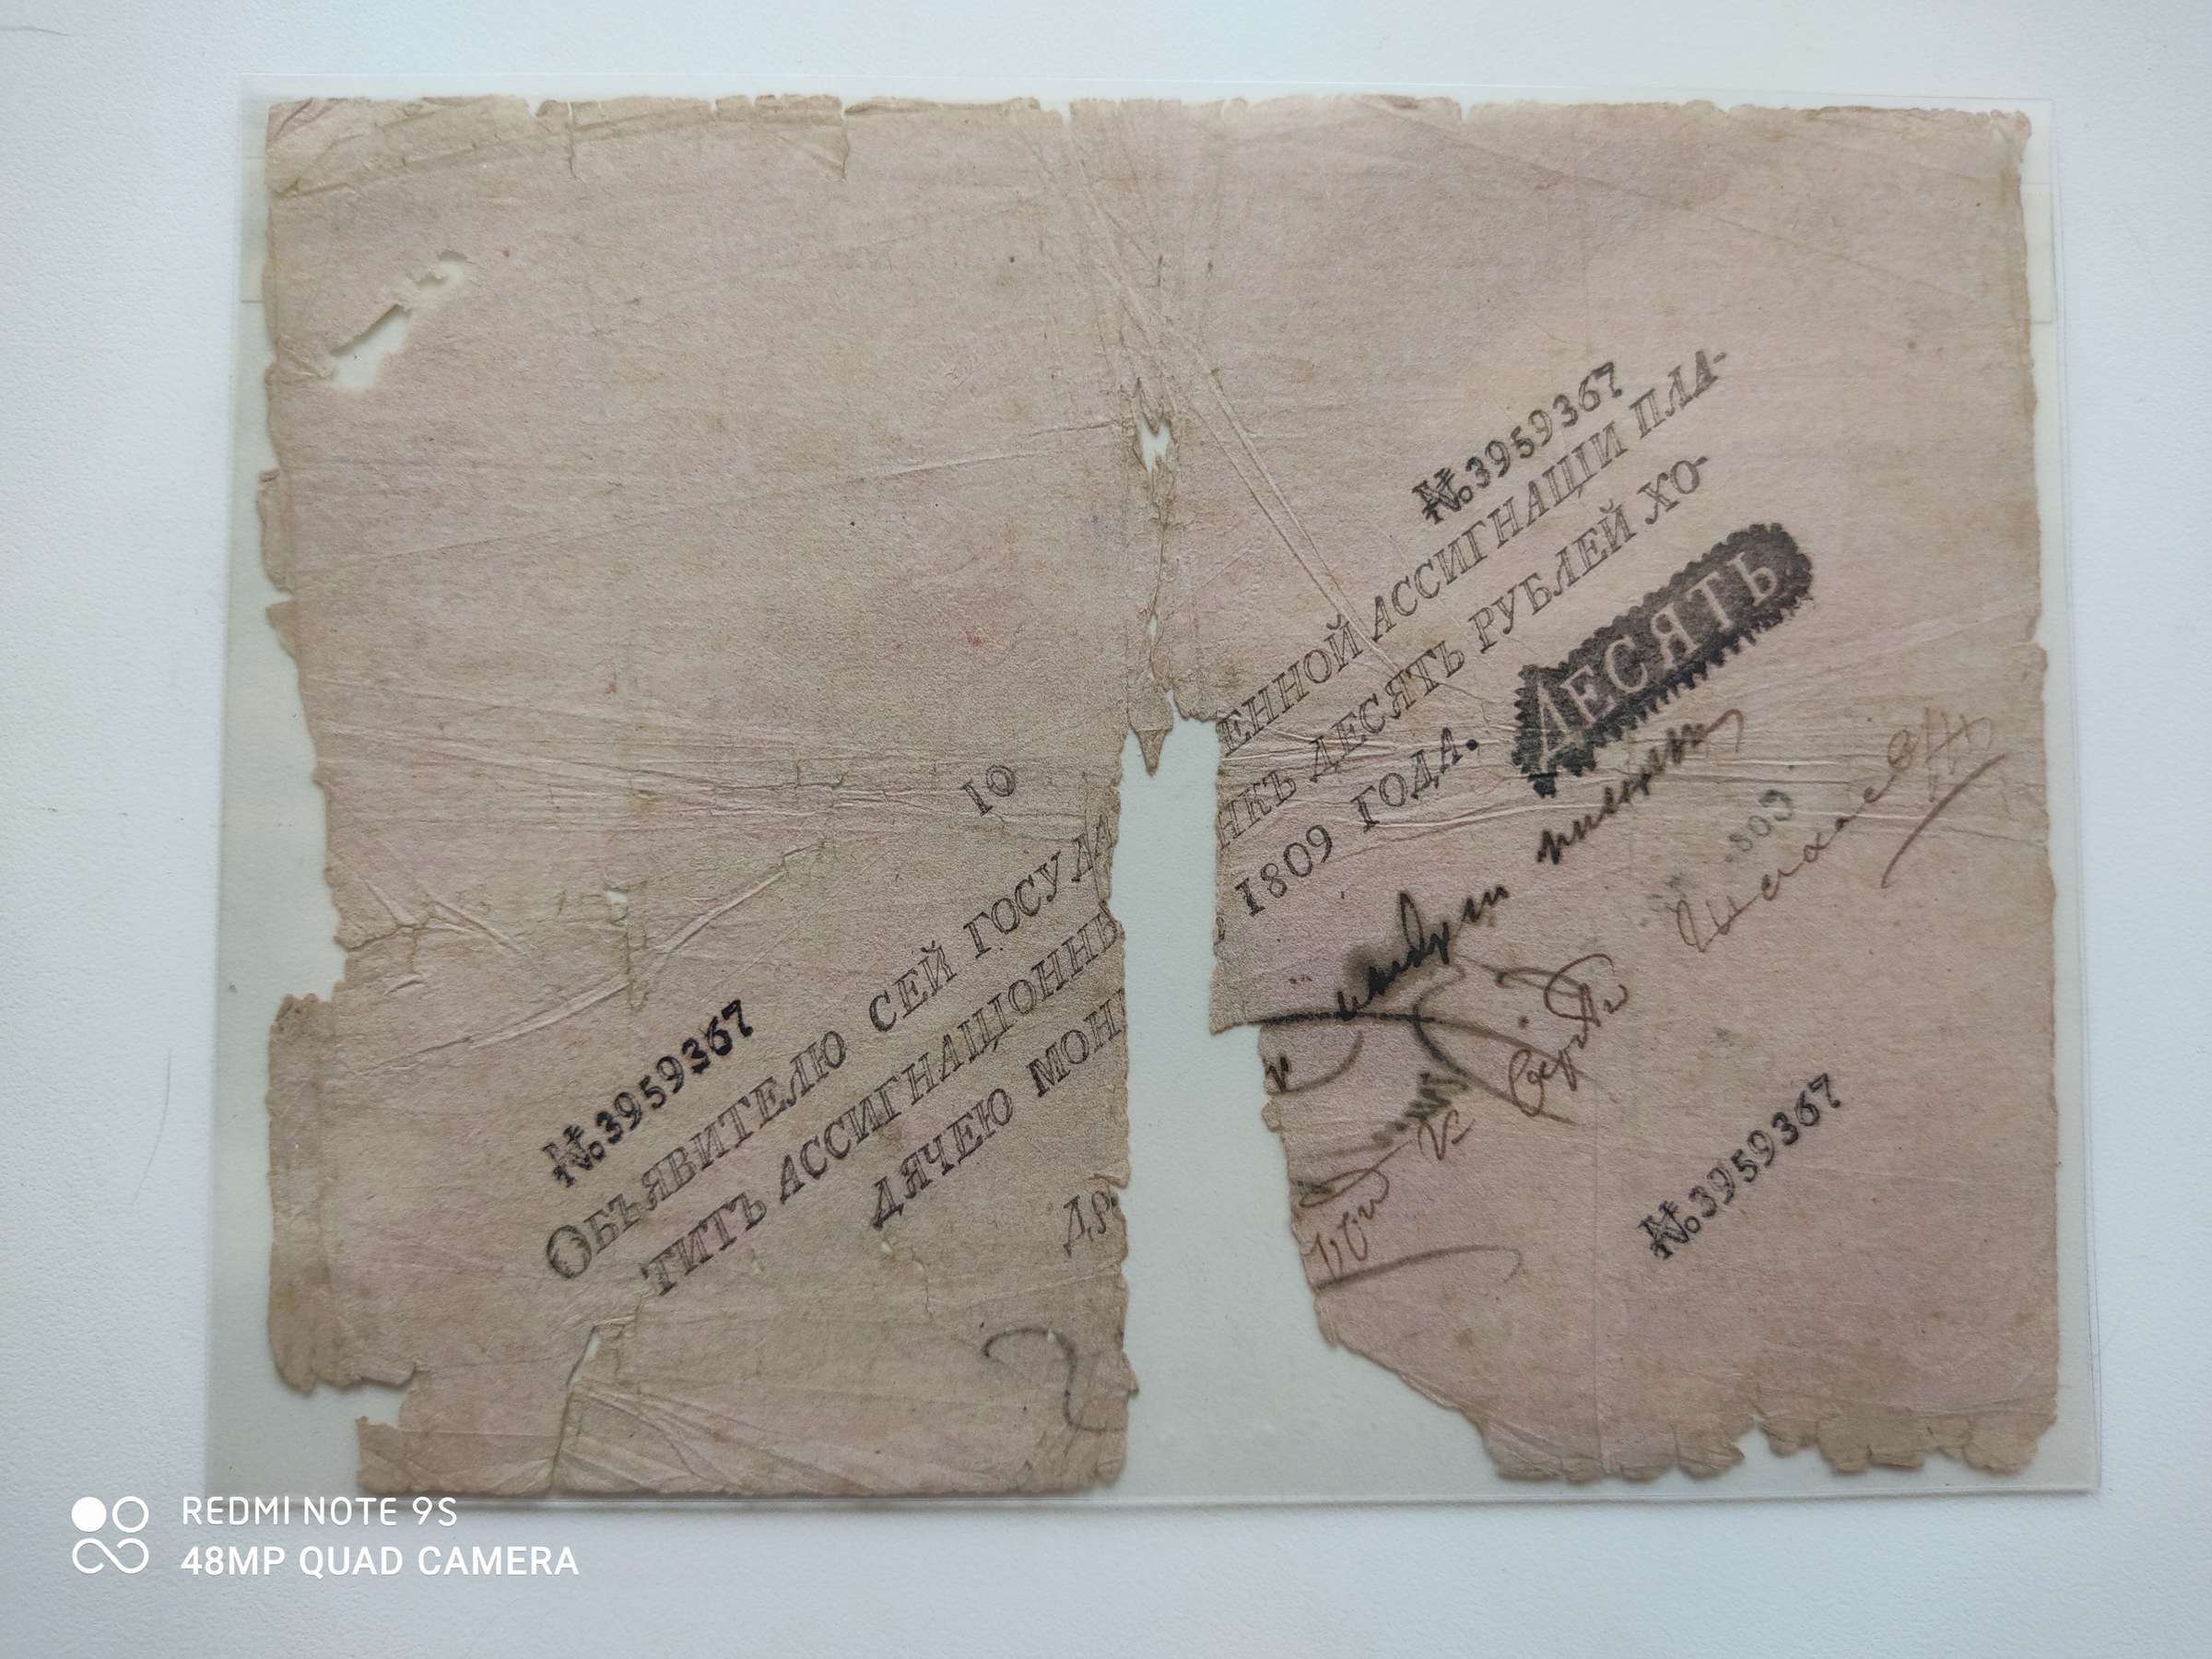 №3959367
ЕННОЙ АССИГНАЦІИ ПЛА-
НКЪ ДЕСЯТЬ РУБЛЕЙ ХО-
1809 ГОДА.
ДЕСЯТЬ
10
№3959367
ОБЪЯВИТЕЛЮ СЕЙ ГОСУДА
ТИТЪ АССИГНАЦІОННЫ
ДЯЧЕЮ МОН
№3959367
REDMI NOTE 9S
48MP QUAD CAMERA